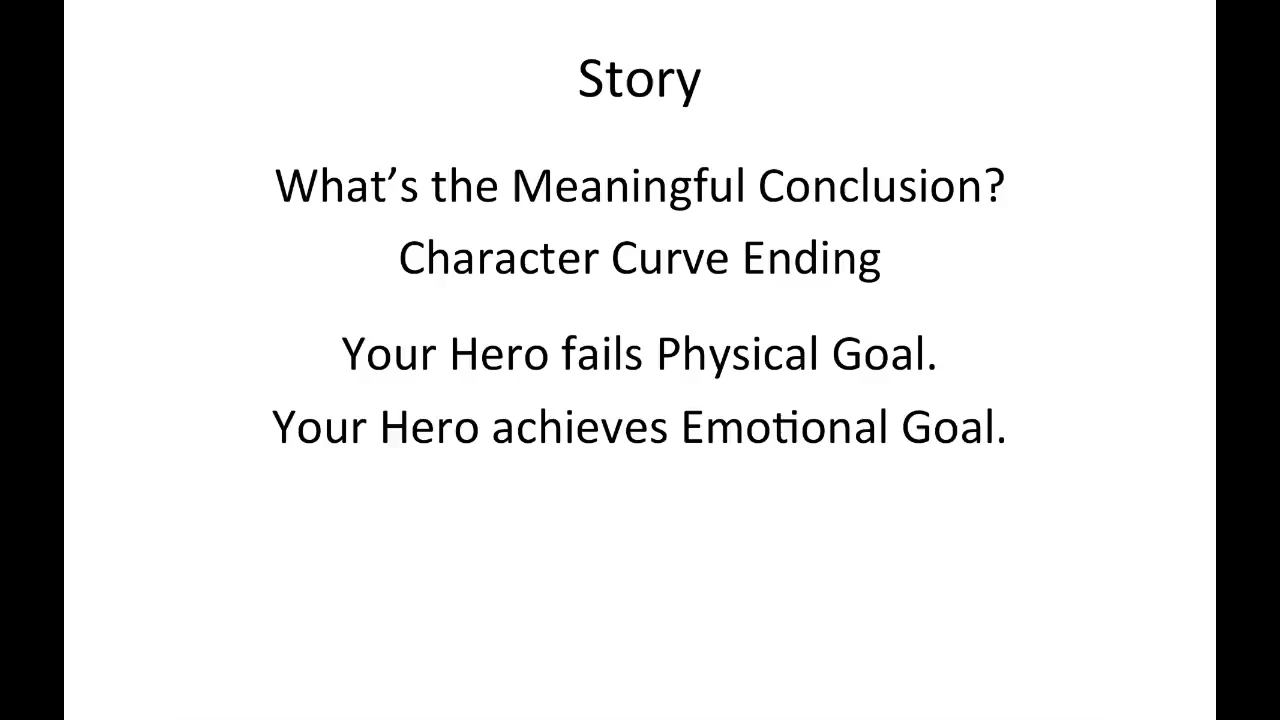 Story
What’s the Meaningful Conclusion?
Character Curve Ending
Your Hero fails Physical Goal.
Your Hero achieves Emotional Goal.